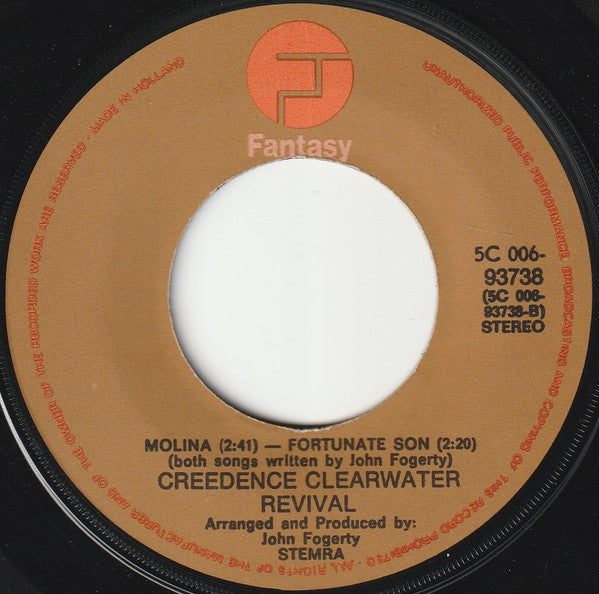 Fantasy
5C 006-
93738
(5C 006-
93738-B)
STEREO
MOLINA (2:41) — FORTUNATE SON (2:20)
(both songs written by John Fogerty)
CREEDENCE CLEARWATER
REVIVAL
Arranged and Produced by:
John Fogerty
STEMRA
UNAUTHORIZED PUBLIC PERFORMANCE, BROADCASTING AND COPYING OF THIS RECORD PROHIBITED - ALL RIGHTS OF THE MANUFACTURER AND OF THE OWNER OF THE RECORDED WORK ARE RESERVED - MADE IN HOLLAND